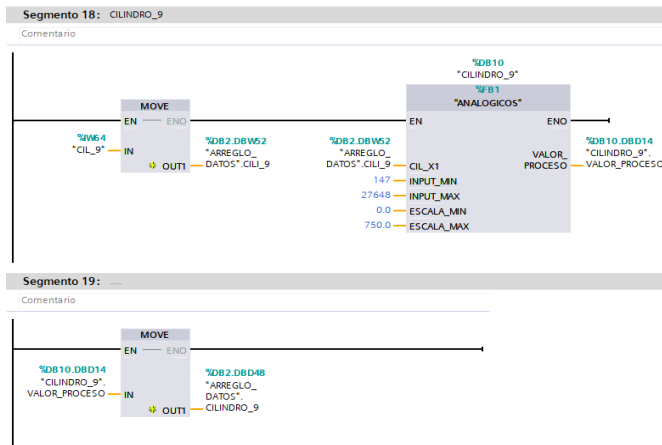 Segmento 18: CILINDRO_9
Comentario
%DB10
"CILINDRO_9"
%FB1
"ANALOGICOS"
MOVE
EN ENO
EN ENO
%IW64
"CIL_9" IN
%DB2.DBW52
"ARREGLO_
DATOS".CILI_9
OUT1
%DB2.DBW52
"ARREGLO_
DATOS".CILI_9 CIL_X1
147 INPUT_MIN
27648 INPUT_MAX
0.0 ESCALA_MIN
750.0 ESCALA_MAX
VALOR_
PROCESO
%DB10.DBD14
"CILINDRO_9".
VALOR_PROCESO
Segmento 19: .....
Comentario
MOVE
EN ENO
%DB10.DBD14
"CILINDRO_9".
VALOR_PROCESO IN
OUT1
%DB2.DBD48
"ARREGLO_
DATOS".
CILINDRO_9